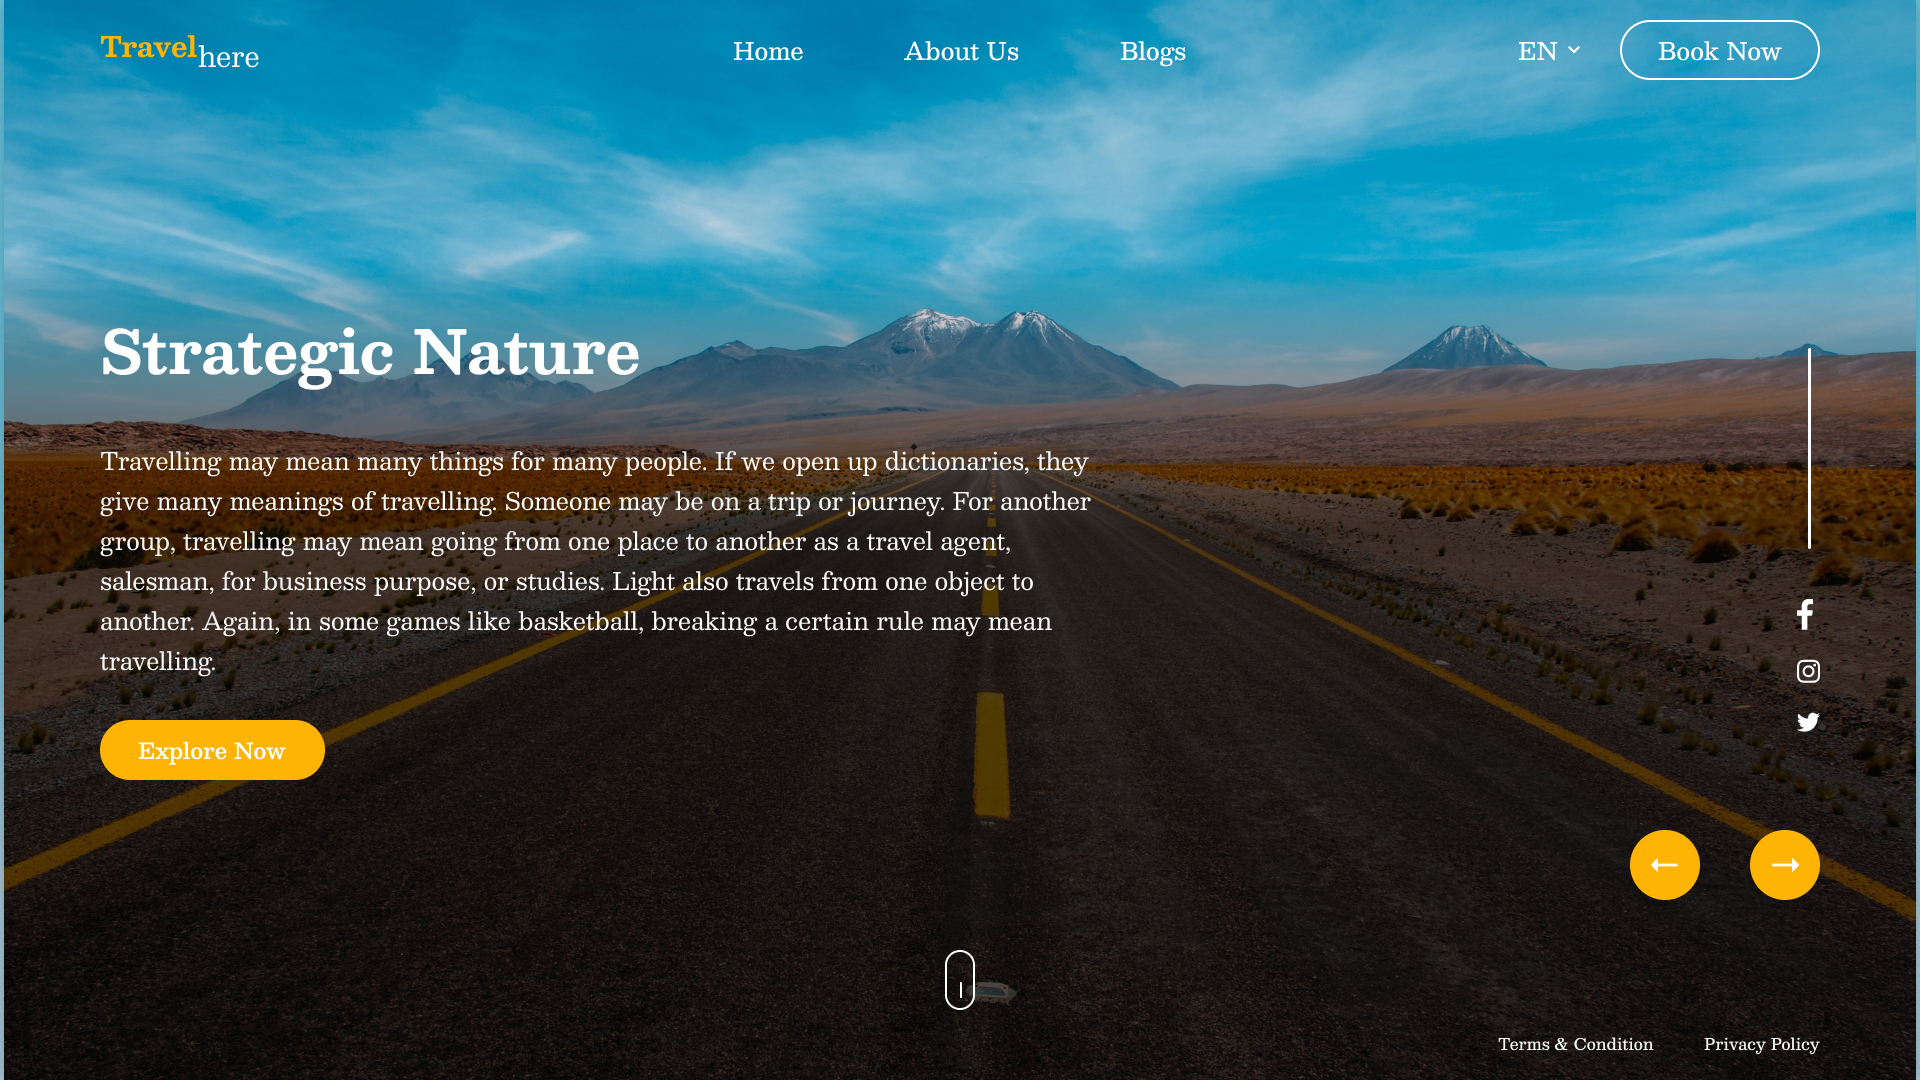 Travelhere
Home
About Us
Blogs
EN
Book Now
Strategic Nature
Travelling may mean many things for many people. If we open up dictionaries, they
give many meanings of travelling. Someone may be on a trip or journey. For another
group, travelling may mean going from one place to another as a travel agent,
salesman, for business purpose, or studies. Light also travels from one object to
another. Again, in some games like basketball, breaking a certain rule may mean
travelling.
Explore Now
Terms & Condition
Privacy Policy